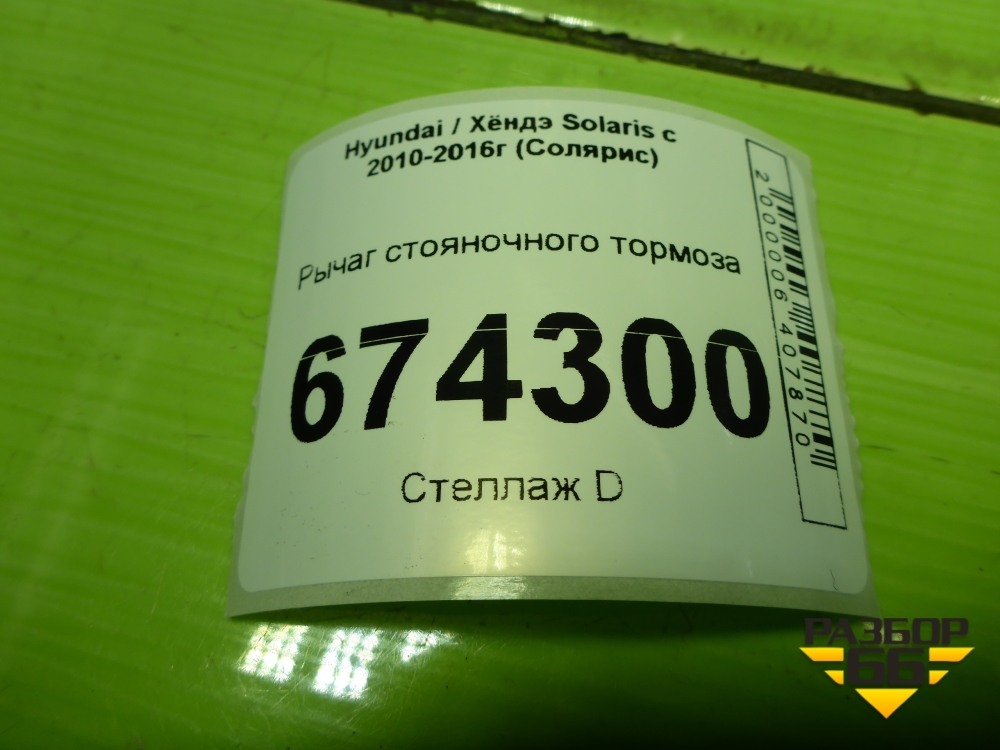 Hyundai / Хёндэ Solaris с
2010-2016г (Солярис)
Рычаг стояночного тормоза
674300
Стеллаж D
2000006407870
РАЗБОР
66